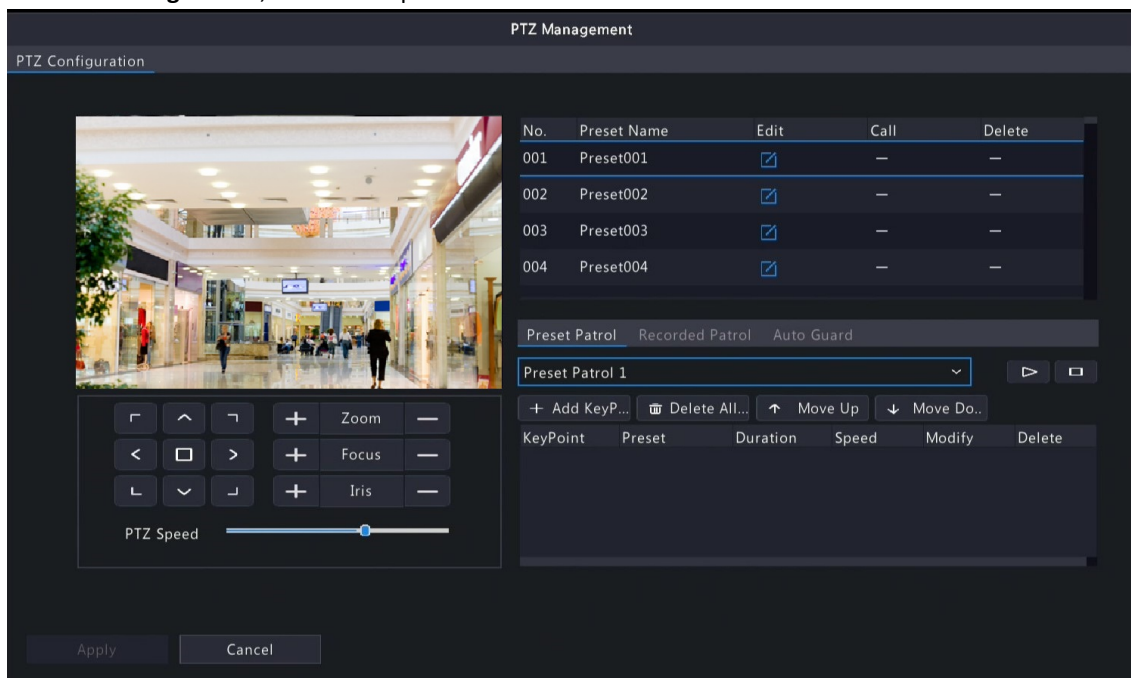 PTZ Management
PTZ Configuration
No. Preset Name Edit Call Delete
001 Preset001 — —
002 Preset002 — —
003 Preset003 — —
004 Preset004 — —
Preset Patrol Recorded Patrol Auto Guard
Preset Patrol 1
+ Add KeyP... Delete All... Move Up Move Do..
KeyPoint Preset Duration Speed Modify Delete
+ Zoom —
+ Focus —
+ Iris —
PTZ Speed
Apply Cancel